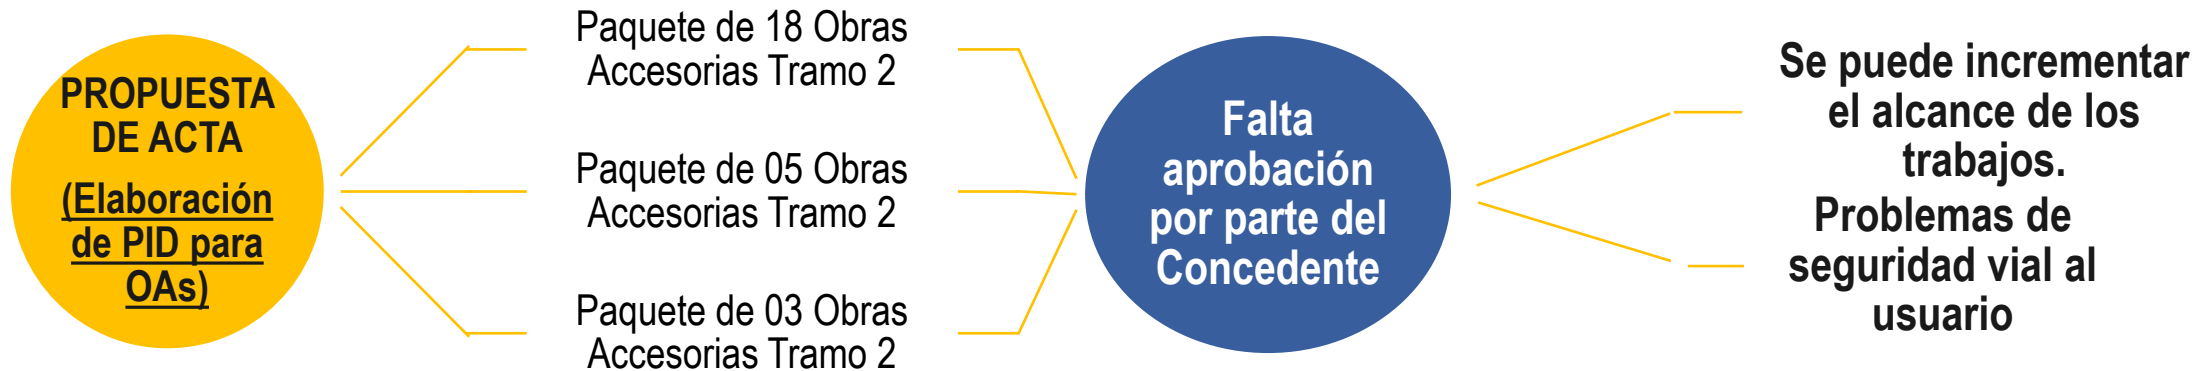 PROPUESTA
DE ACTA
(Elaboración
de PID para
OAs)
Paquete de 18 Obras
Accesorias Tramo 2
Paquete de 05 Obras
Accesorias Tramo 2
Paquete de 03 Obras
Accesorias Tramo 2
Falta
aprobación
por parte del
Concedente
Se puede incrementar
el alcance de los
trabajos.
Problemas de
seguridad vial al
usuario